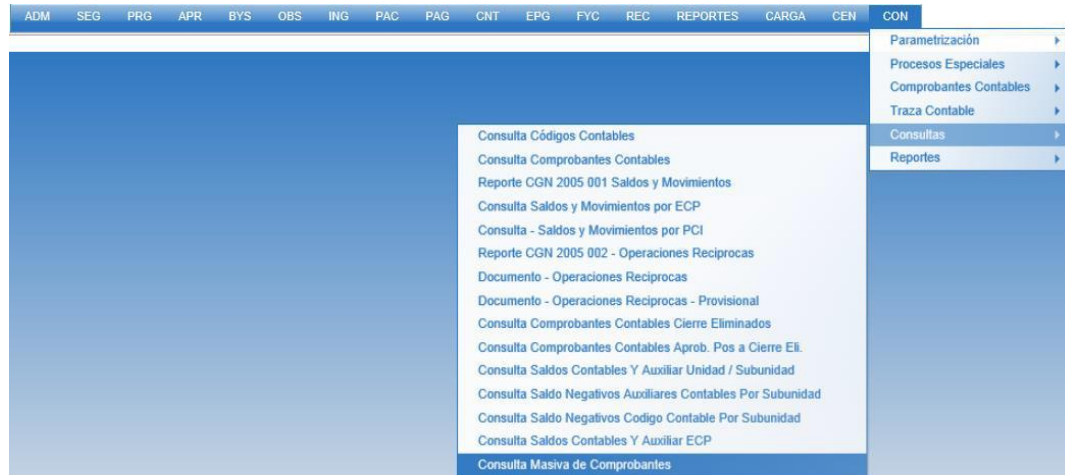 ADM SEG PRG APR BYS OBS ING PAC PAG CNT EPG FYC REC REPORTES CARGA CEN CON
Parametrización
Procesos Especiales
Comprobantes Contables
Traza Contable
Consultas
Reportes
Consulta Códigos Contables
Consulta Comprobantes Contables
Reporte CGN 2005 001 Saldos y Movimientos
Consulta Saldos y Movimientos por ECP
Consulta - Saldos y Movimientos por PCI
Reporte CGN 2005 002 - Operaciones Reciprocas
Documento - Operaciones Reciprocas
Documento - Operaciones Reciprocas - Provisional
Consulta Comprobantes Contables Cierre Eliminados
Consulta Comprobantes Contables Aprob. Pos a Cierre Eli.
Consulta Saldos Contables Y Auxiliar Unidad / Subunidad
Consulta Saldo Negativos Auxiliares Contables Por Subunidad
Consulta Saldo Negativos Codigo Contable Por Subunidad
Consulta Saldos Contables Y Auxiliar ECP
Consulta Masiva de Comprobantes